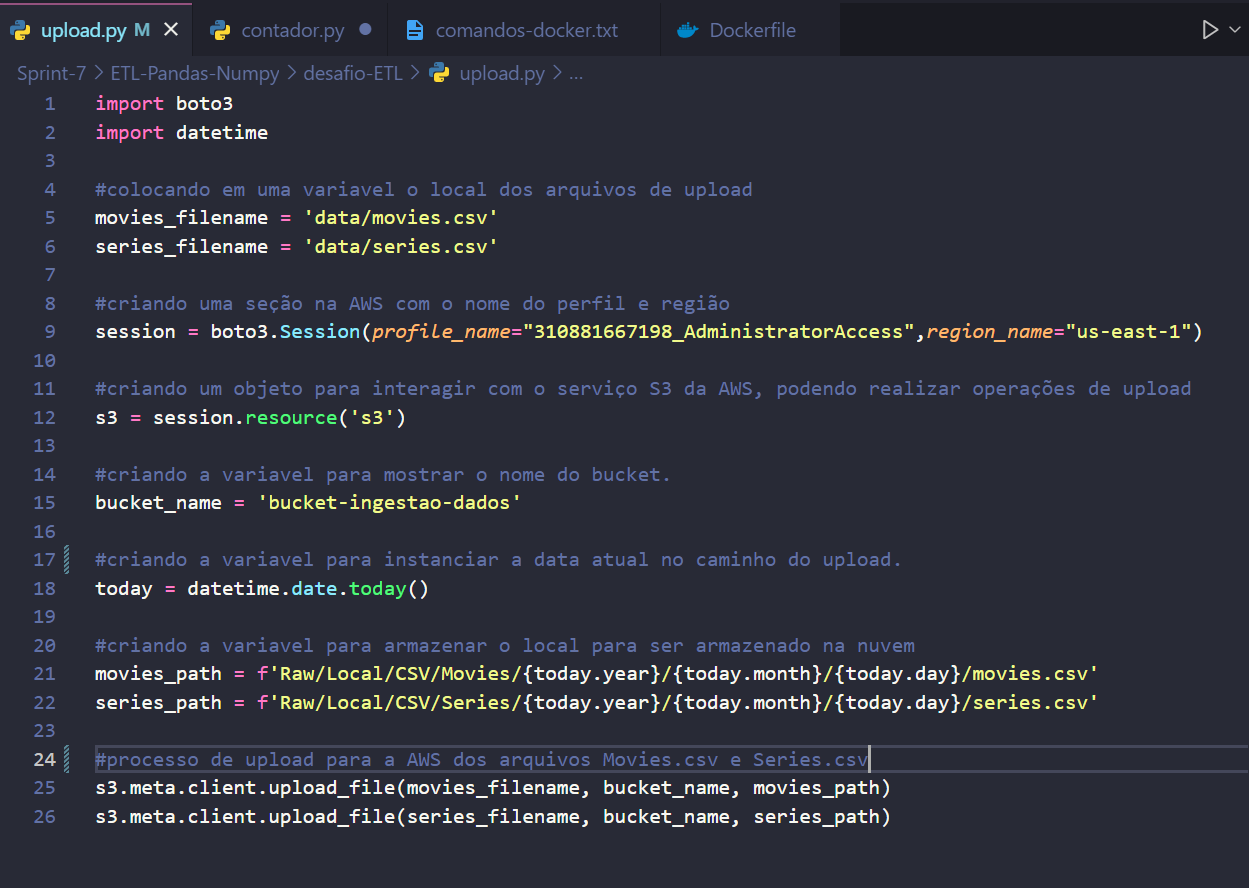 upload.py M
contador.py
comandos-docker.txt
Dockerfile
Sprint-7 > ETL-Pandas-Numpy > desafio-ETL > upload.py > ...
1 import boto3
2 import datetime
3
4 #colocando em uma variavel o local dos arquivos de upload
5 movies_filename = 'data/movies.csv'
6 series_filename = 'data/series.csv'
7
8 #criando uma seção na AWS com o nome do perfil e região
9 session = boto3.Session(profile_name="310881667198_AdministratorAccess",region_name="us-east-1")
10
11 #criando um objeto para interagir com o serviço S3 da AWS, podendo realizar operações de upload
12 s3 = session.resource('s3')
13
14 #criando a variavel para mostrar o nome do bucket.
15 bucket_name = 'bucket-ingestao-dados'
16
17 #criando a variavel para instanciar a data atual no caminho do upload.
18 today = datetime.date.today()
19
20 #criando a variavel para armazenar o local para ser armazenado na nuvem
21 movies_path = f'Raw/Local/CSV/Movies/{today.year}/{today.month}/{today.day}/movies.csv'
22 series_path = f'Raw/Local/CSV/Series/{today.year}/{today.month}/{today.day}/series.csv'
23
24 #processo de upload para a AWS dos arquivos Movies.csv e Series.csv
25 s3.meta.client.upload_file(movies_filename, bucket_name, movies_path)
26 s3.meta.client.upload_file(series_filename, bucket_name, series_path)